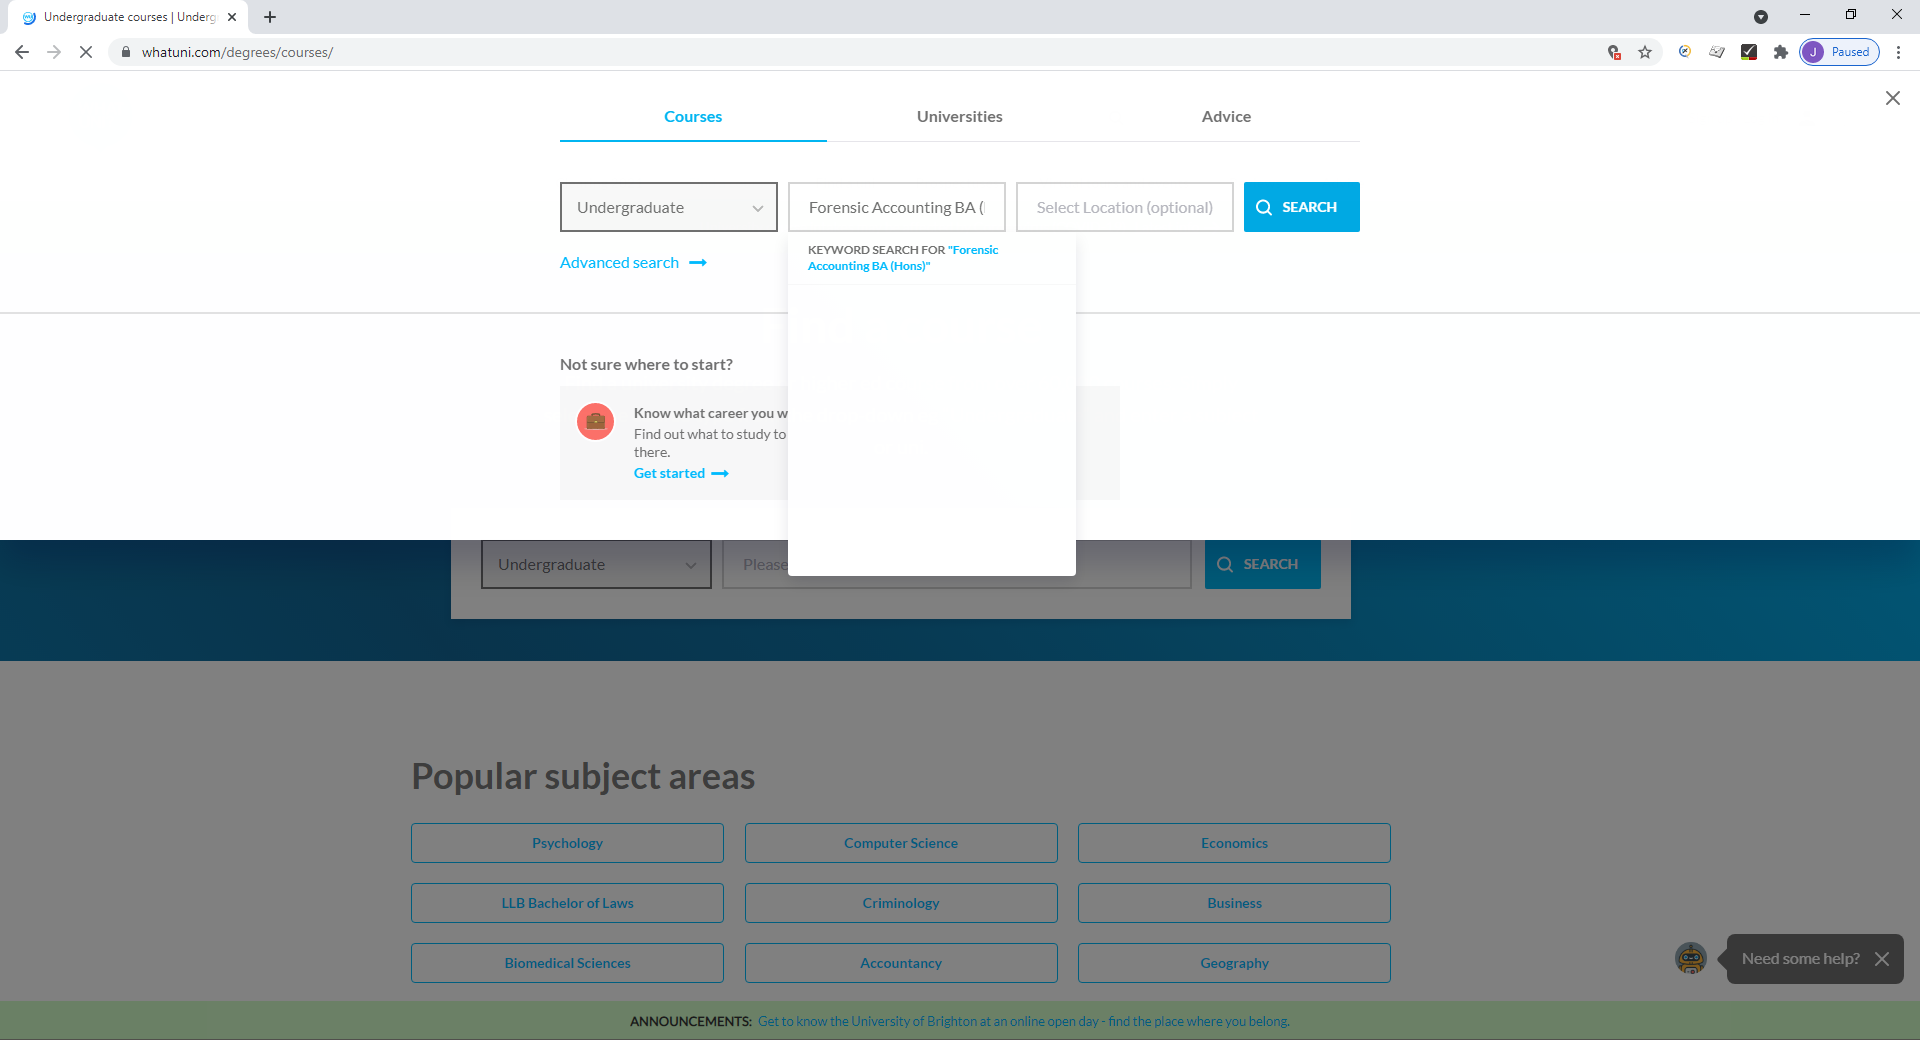 Undergraduate courses | Underg
whatuni.com/degrees/courses/
J Paused
Courses
Universities
Advice
Undergraduate
Forensic Accounting BA (
Select Location (optional)
SEARCH
Advanced search
KEYWORD SEARCH FOR "Forensic
Accounting BA (Hons)"
Not sure where to start?
Know what career you w
Find out what to study to
there.
Get started
Undergraduate
Please
SEARCH
Popular subject areas
Psychology
Computer Science
Economics
LLB Bachelor of Laws
Criminology
Business
Biomedical Sciences
Accountancy
Geography
Need some help?
ANNOUNCEMENTS: Get to know the University of Brighton at an online open day - find the place where you belong.